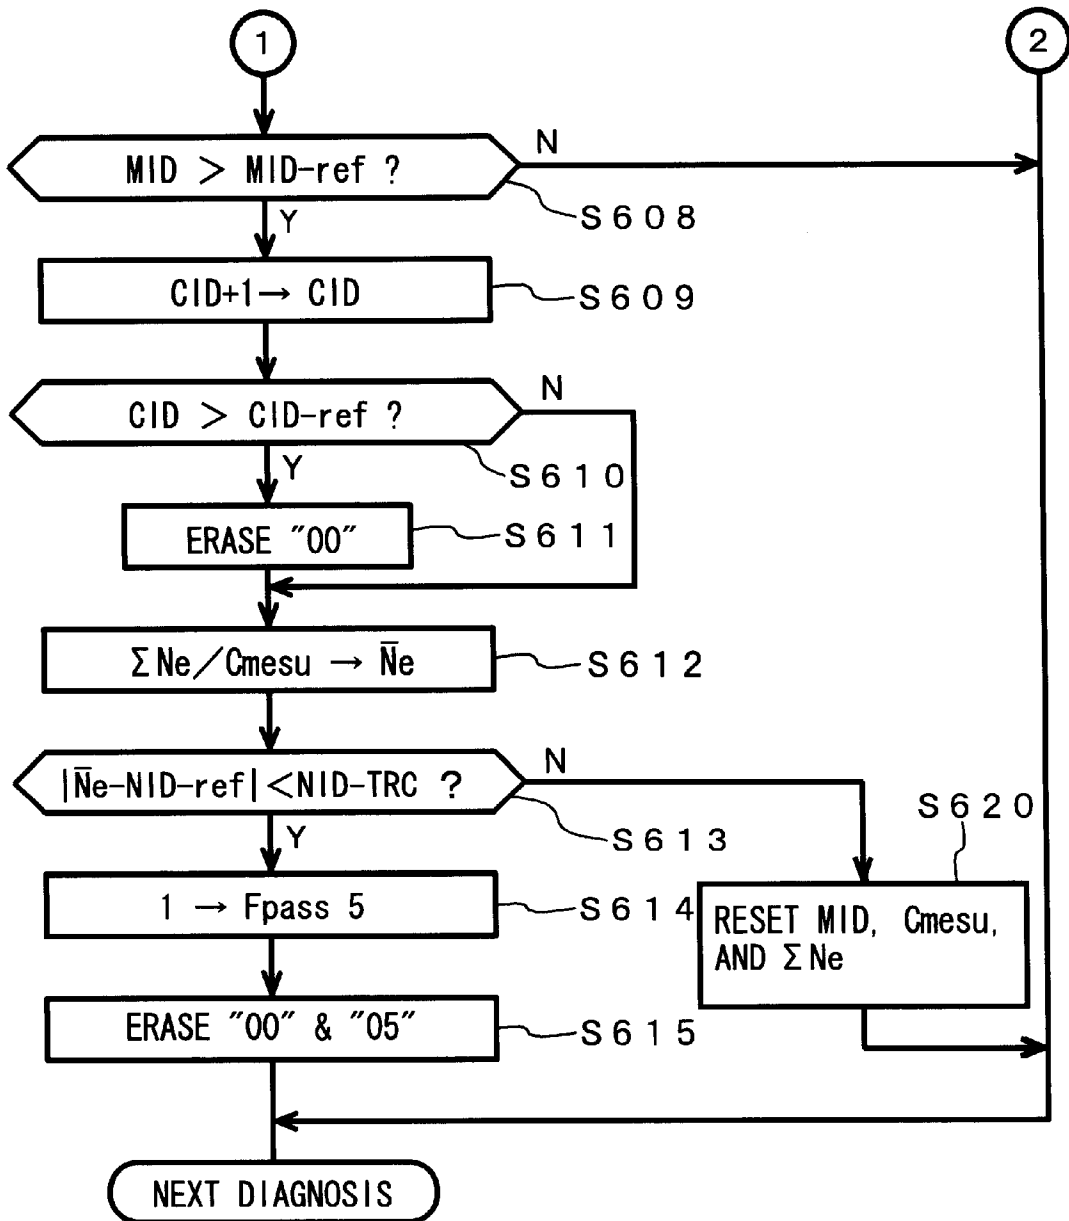 1
2
MID > MID-ref ?
N
S608
Y
CID+1→ CID
S609
CID > CID-ref ?
N
S610
Y
ERASE "00"
S611
ΣNe/Cmesu → N̄e
S612
|N̄e-NID-ref|<NID-TRC ?
N
S613
S620
Y
1 → Fpass 5
S614
RESET MID, Cmesu,
AND ΣNe
ERASE "00" & "05"
S615
NEXT DIAGNOSIS